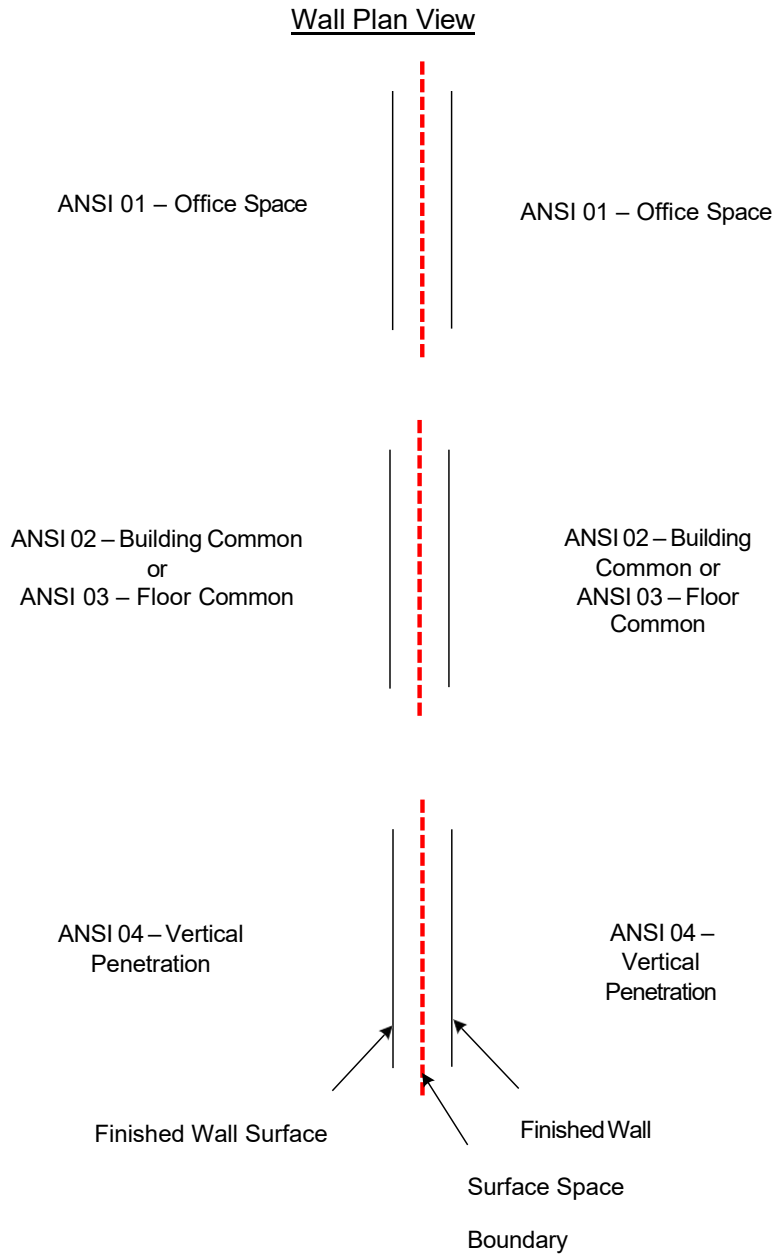 Wall Plan View
ANSI 01 – Office Space
ANSI 01 – Office Space
ANSI 02 – Building Common
or
ANSI 03 – Floor Common
ANSI 02 – Building
Common or
ANSI 03 – Floor
Common
ANSI 04 – Vertical
Penetration
ANSI 04 –
Vertical
Penetration
Finished Wall Surface
Finished Wall
Surface Space
Boundary